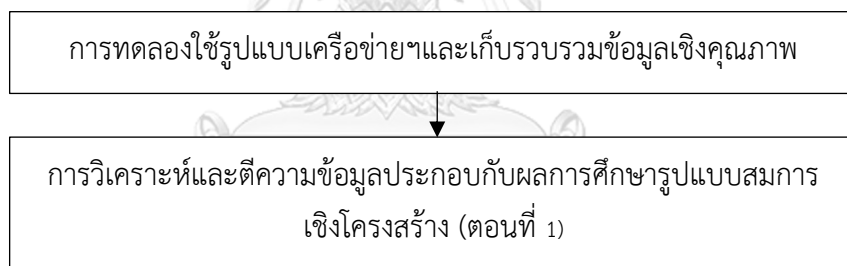 การทดลองใช้รูปแบบเครือข่ายฯและเก็บรวบรวมข้อมูลเชิงคุณภาพ
การวิเคราะห์และตีความข้อมูลประกอบกับผลการศึกษารูปแบบสมการ
เชิงโครงสร้าง (ตอนที่ 1)